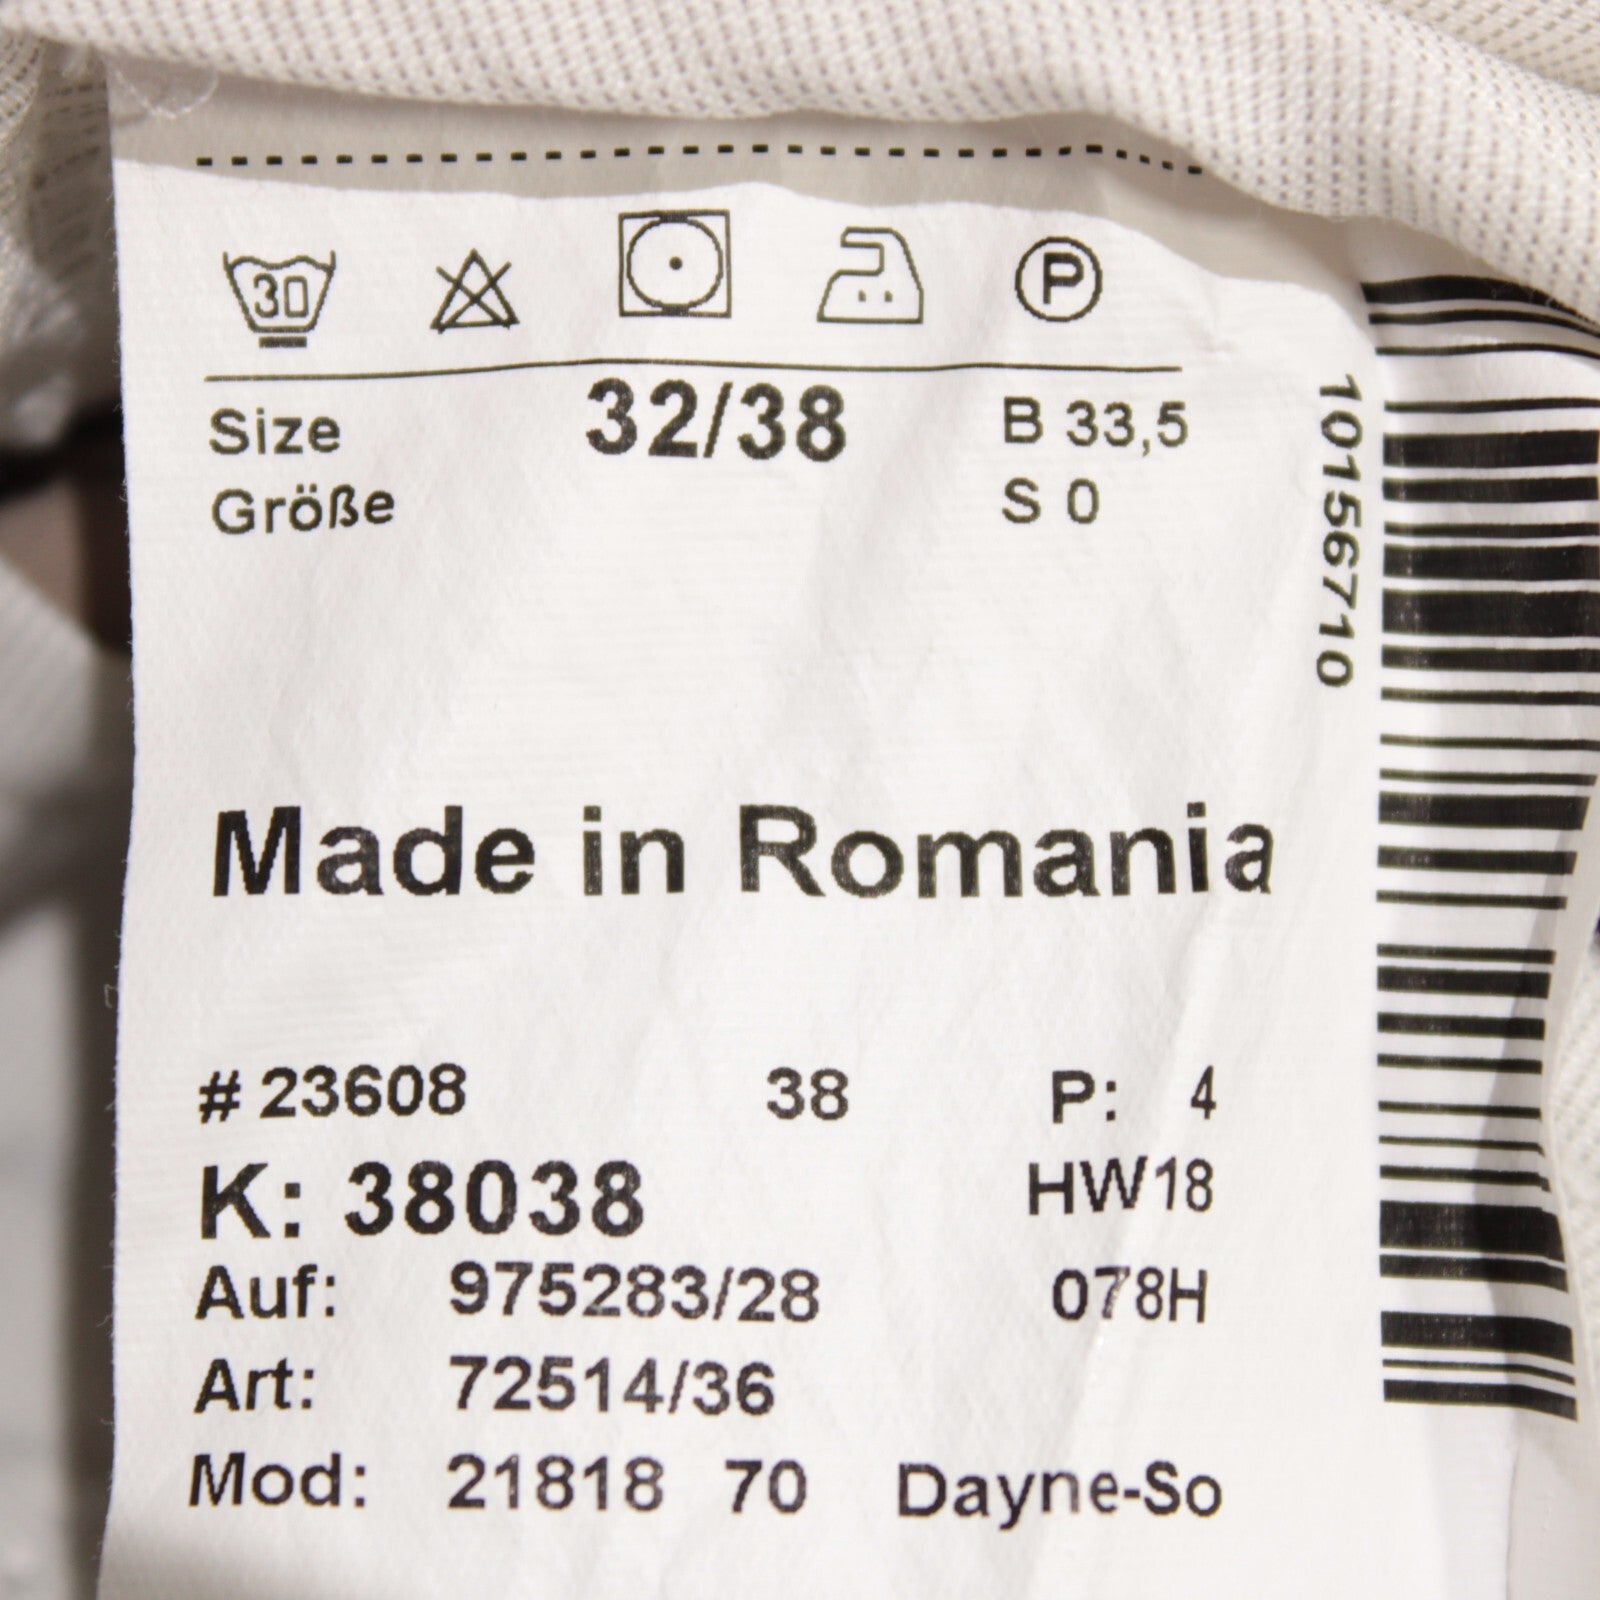 30
P
Size 32/38 B 33,5
Größe S 0
10156710
Made in Romania
# 23608 38 P: 4
K: 38038 HW18
Auf: 975283/28 078H
Art: 72514/36
Mod: 21818 70 Dayne-So